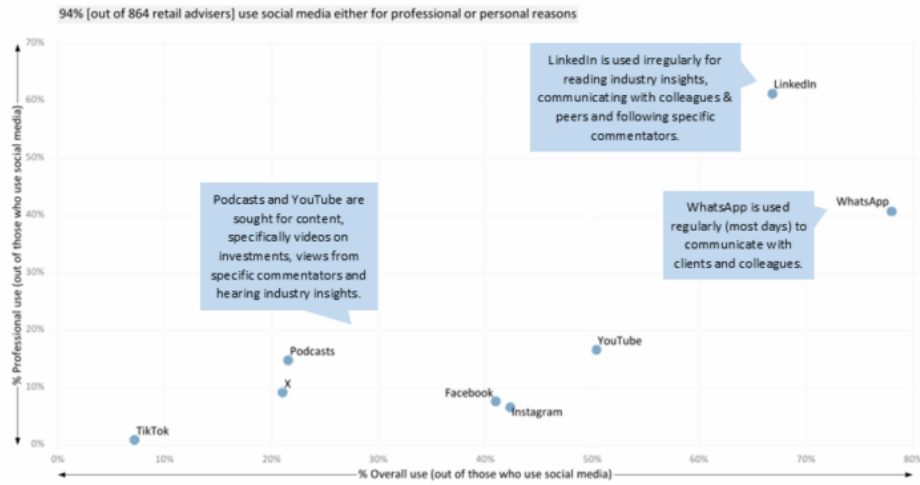 94% [out of 864 retail advisers] use social media either for professional or personal reasons
70%
LinkedIn is used irregularly for
reading industry insights,
communicating with colleagues &
peers and following specific
commentators.
LinkedIn
60%
50%
Podcasts and YouTube are
sought for content,
specifically videos on
investments, views from
specific commentators and
hearing industry insights.
WhatsApp is used
regularly (most days) to
communicate with
clients and colleagues.
WhatsApp
40%
30%
20%
YouTube
Podcasts
X
10%
Facebook
Instagram
TikTok
0%
% Professional use (out of those who use social media)
0%
10%
20%
30%
40%
50%
60%
70%
80%
% Overall use (out of those who use social media)